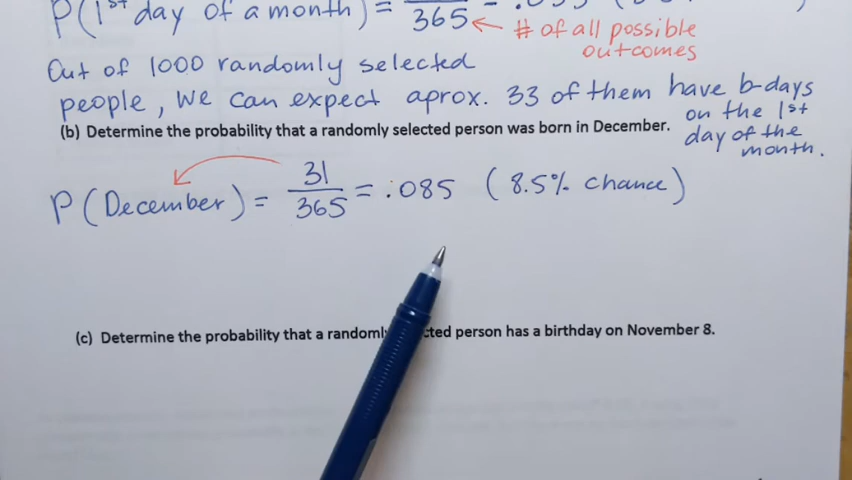 P(1st day of a month) =
365 ← # of all possible
outcomes
Out of 1000 randomly selected
people, we can expect aprox. 33 of them have b-days
on the 1st
day of the
month.
(b) Determine the probability that a randomly selected person was born in December.
P(December) = 31/365 = .085 (8.5% chance)
(c) Determine the probability that a randomly person has a birthday on November 8.